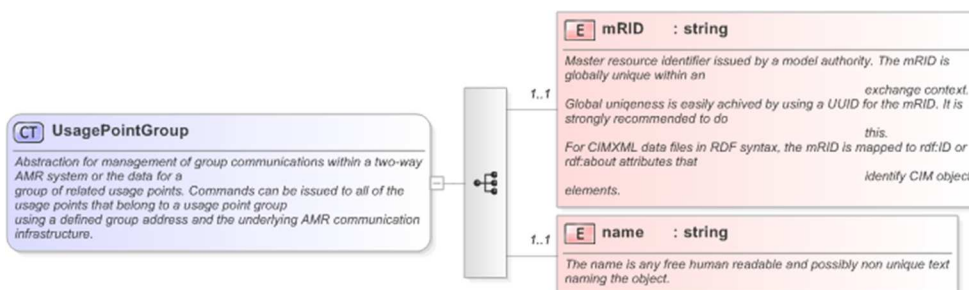 CT UsagePointGroup
Abstraction for management of group communications within a two-way
AMR system or the data for a
group of related usage points. Commands can be issued to all of the
usage points that belong to a usage point group
using a defined group address and the underlying AMR communication
infrastructure.
1..1
E mRID : string
Master resource identifier issued by a model authority. The mRID is
globally unique within an
exchange context.
Global uniqeness is easily achived by using a UUID for the mRID. It is
strongly recommended to do
this.
For CIMXML data files in RDF syntax, the mRID is mapped to rdf:ID or
rdf:about attributes that
identify CIM object
elements.
1..1
E name : string
The name is any free human readable and possibly non unique text
naming the object.